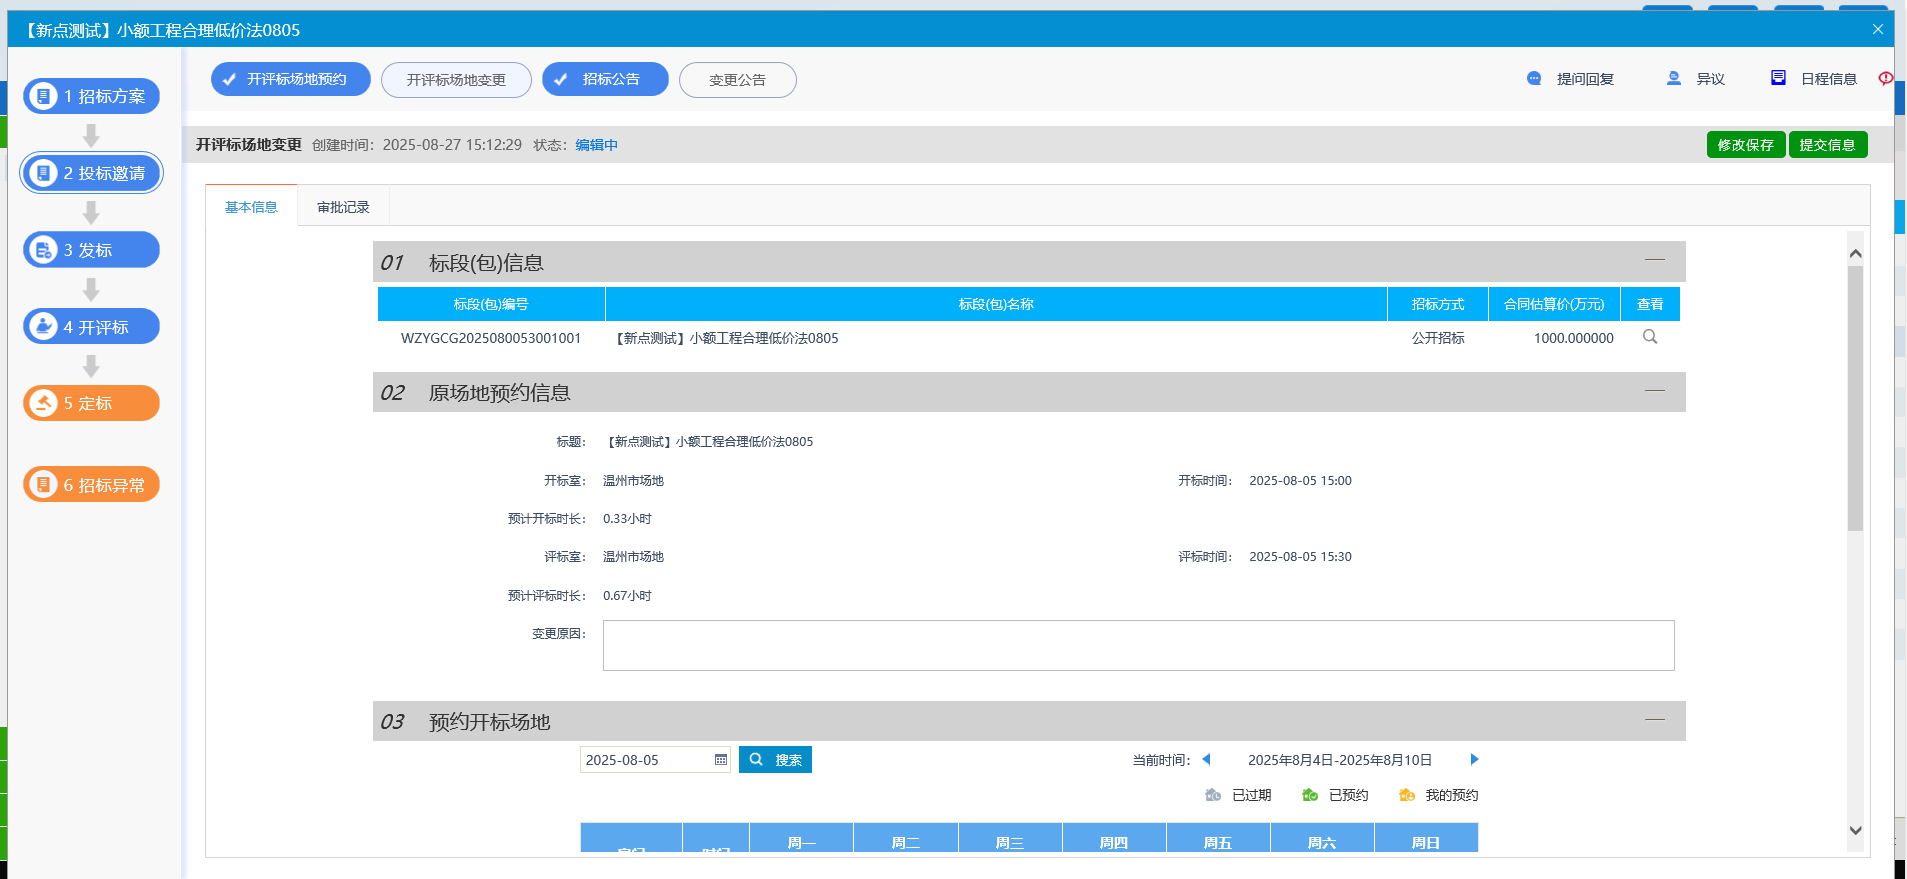 【新点测试】小额工程合理低价法0805
1 招标方案
2 投标邀请
3 发标
4 开评标
5 定标
6 招标异常
开评标场地预约
开评标场地变更
招标公告
变更公告
提问回复
异议
日程信息
开评标场地变更 创建时间：2025-08-27 15:12:29 状态：编辑中
修改保存
提交信息
基本信息
审批记录
01 标段(包)信息
标段(包)编号 标段(包)名称 招标方式 合同估算价(万元) 查看
WZYGCG2025080053001001 【新点测试】小额工程合理低价法0805 公开招标 1000.000000
02 原场地预约信息
标题： 【新点测试】小额工程合理低价法0805
开标室： 温州市场地 开标时间： 2025-08-05 15:00
预计开标时长： 0.33小时
评标室： 温州市场地 评标时间： 2025-08-05 15:30
预计评标时长： 0.67小时
变更原因：
03 预约开标场地
2025-08-05 搜索 当前时间： 2025年8月4日-2025年8月10日
已过期 已预约 我的预约
房间 时间 周一 周二 周三 周四 周五 周六 周日